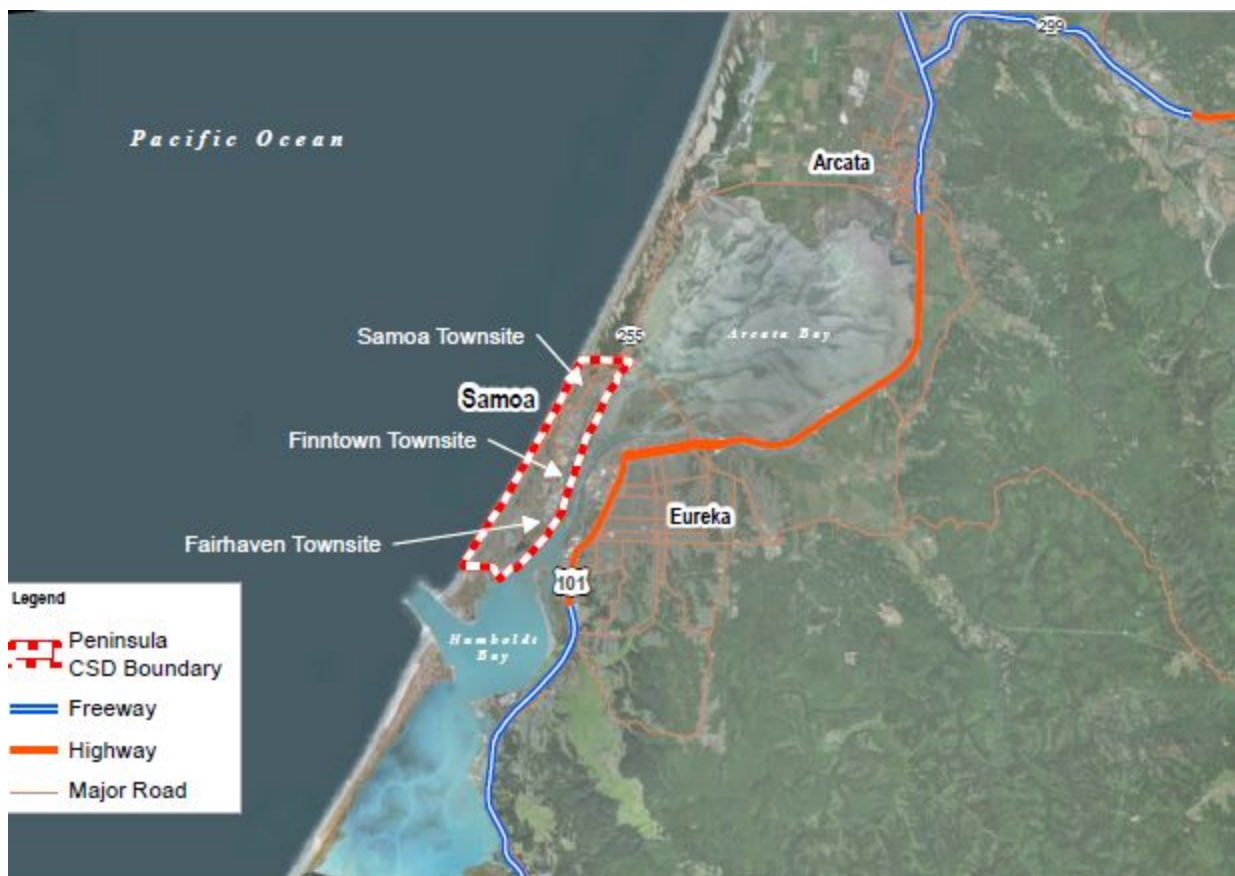 299
Pacific Ocean
Arcata
Samoa Townsite
255
Arcata Bay
Samoa
Finntown Townsite
Eureka
Fairhaven Townsite
101
Humboldt
Bay
Legend
Peninsula
CSD Boundary
Freeway
Highway
Major Road